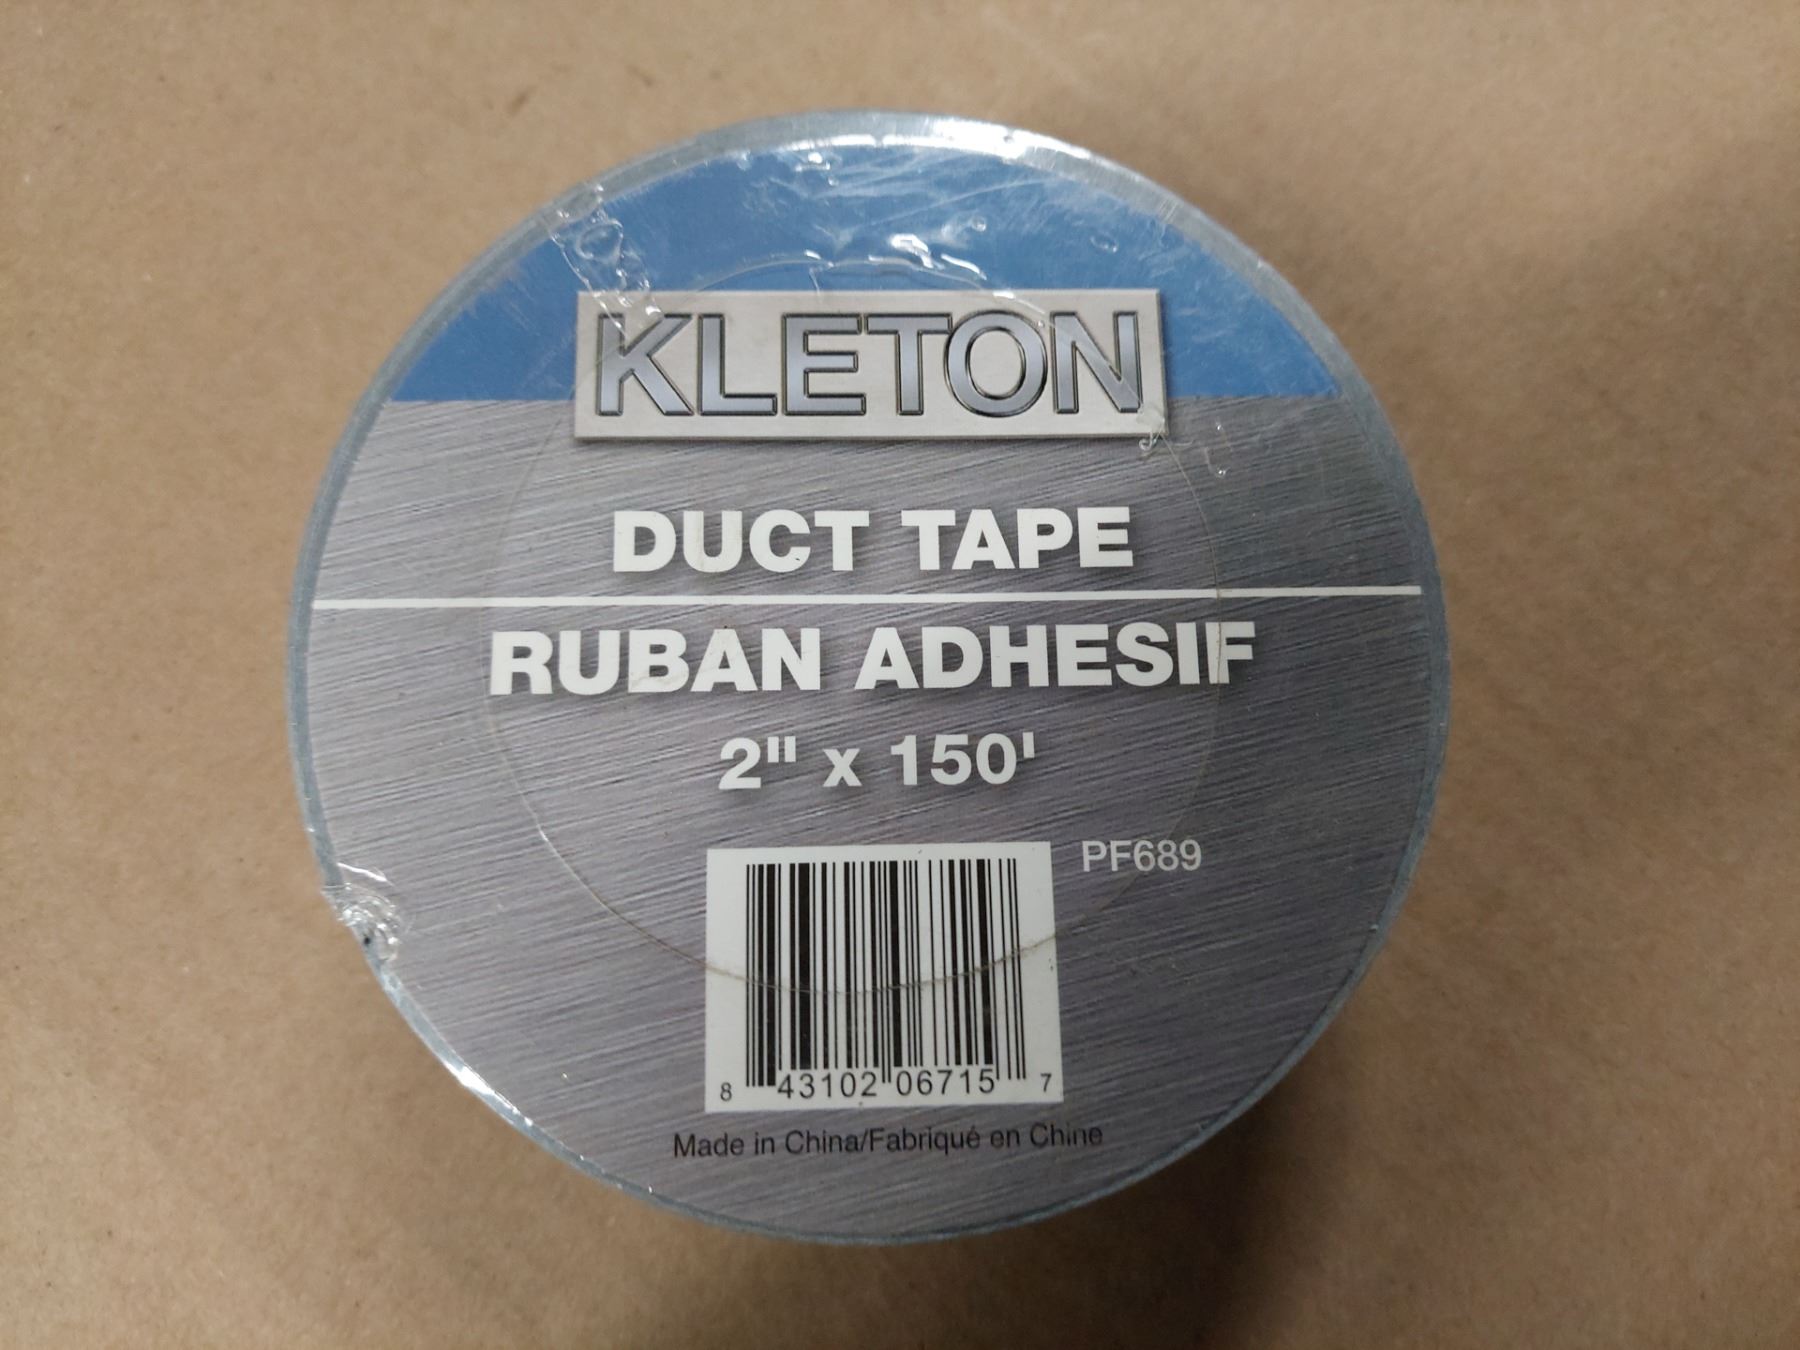 KLETON
DUCT TAPE
RUBAN ADHESIF
2" x 150'
PF689
8 43102 06715 7
Made in China/Fabriqué en Chine